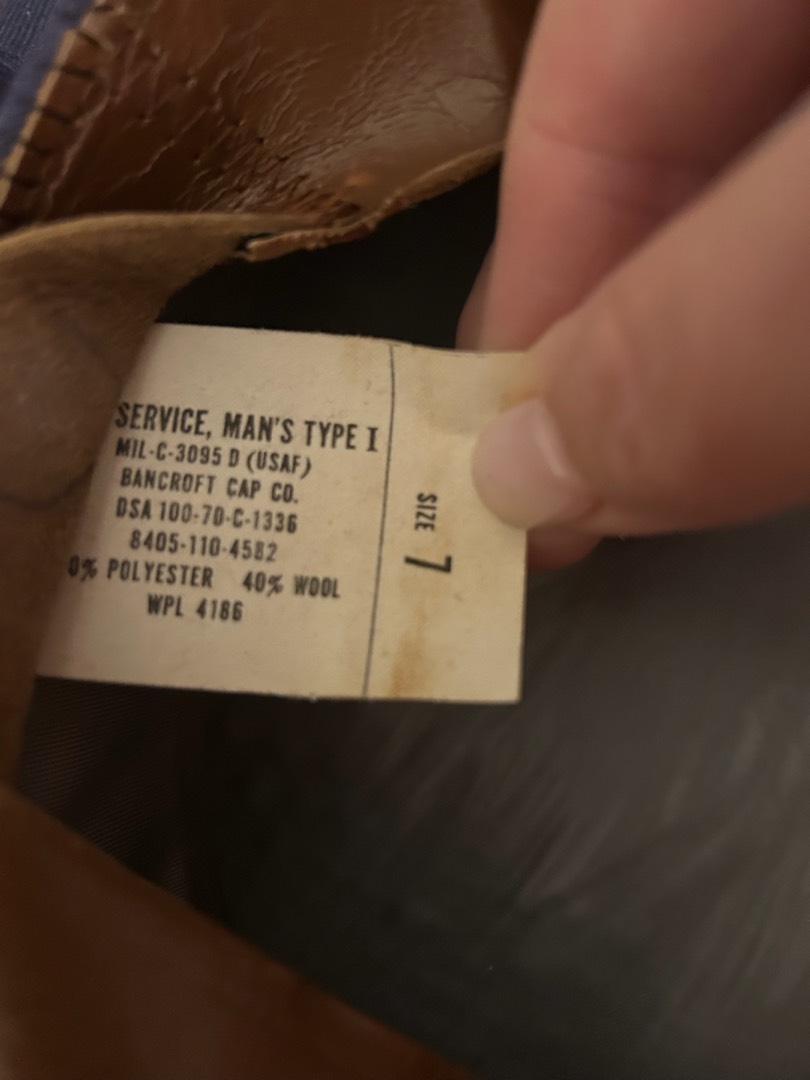 SERVICE, MAN'S TYPE I
MIL-C-3095 D (USAF)
BANCROFT CAP CO.
DSA 100-70-C-1336
8405-110-4582
0% POLYESTER 40% WOOL
WPL 4186
SIZE 7